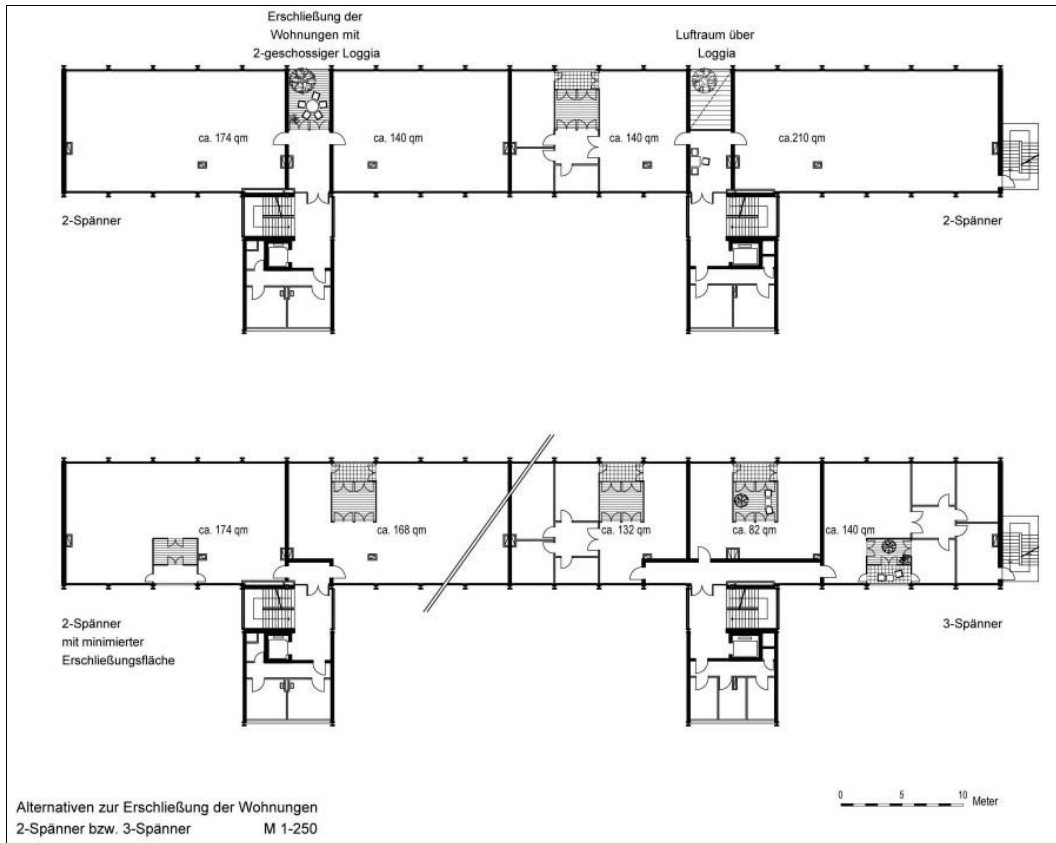 Erschließung der
Wohnungen mit
2-geschossiger Loggia
Luftraum über
Loggia
ca. 174 qm
ca. 140 qm
ca. 140 qm
ca.210 qm
2-Spänner
2-Spänner
ca. 174 qm
ca. 168 qm
ca. 132 qm
ca. 82 qm
ca. 140 qm
2-Spänner
mit minimierter
Erschließungsfläche
3-Spänner
0 5 10 Meter
Alternativen zur Erschließung der Wohnungen
2-Spänner bzw. 3-Spänner M 1-250